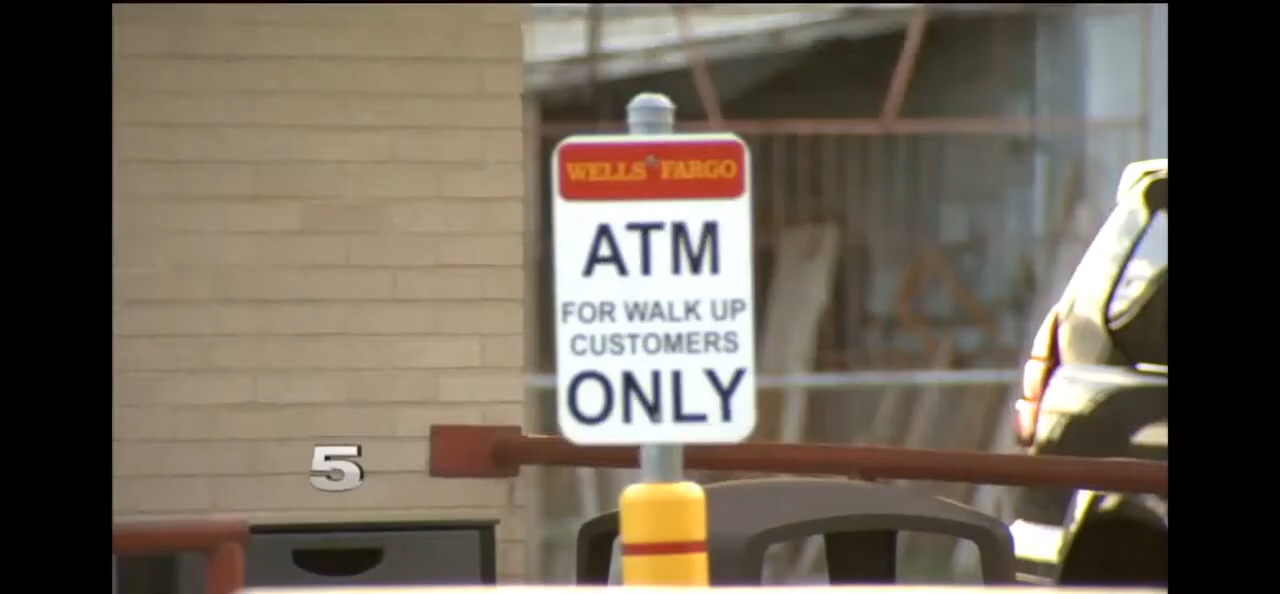 WELLS FARGO
ATM
FOR WALK UP
CUSTOMERS
ONLY
5